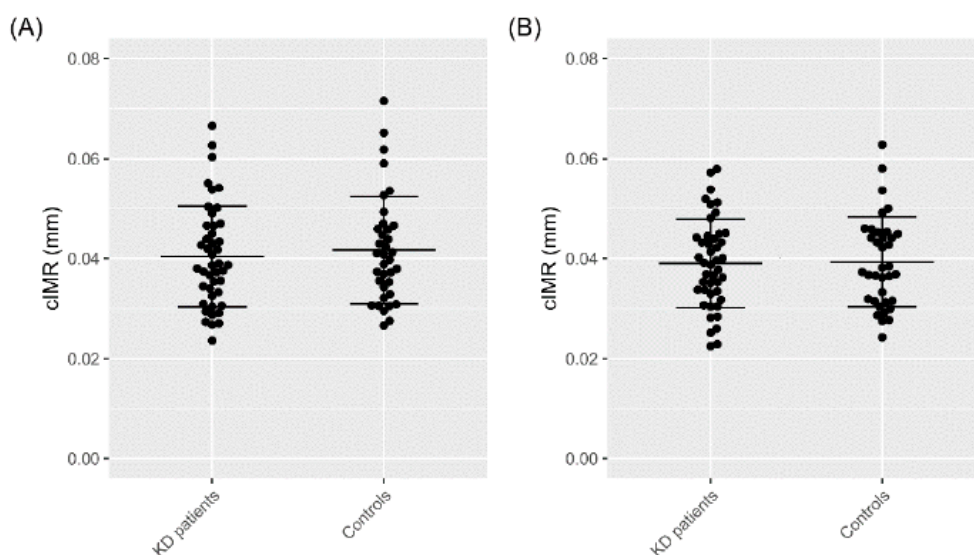 (A)
cIMR (mm)
0.08
0.06
0.04
0.02
0.00
KD patients
Controls
(B)
cIMR (mm)
0.08
0.06
0.04
0.02
0.00
KD patients
Controls